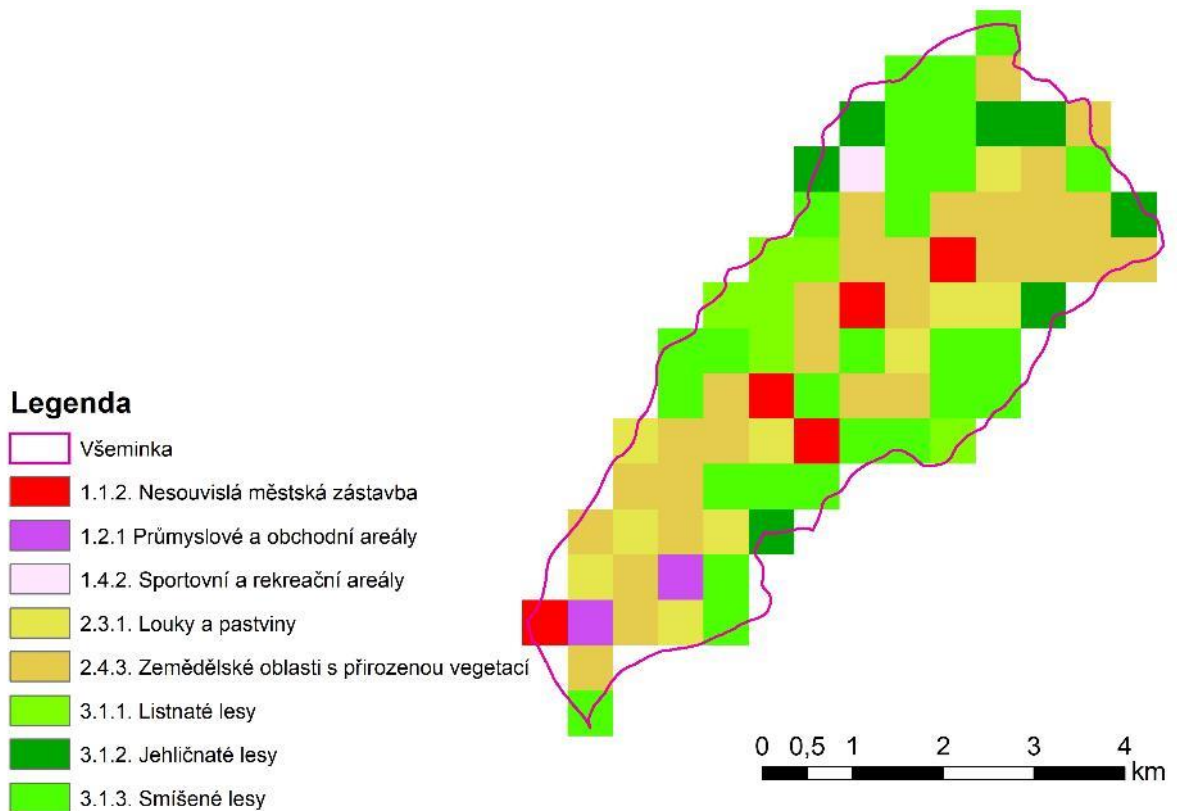 Legenda
Všeminka
1.1.2. Nesouvislá městská zástavba
1.2.1 Průmyslové a obchodní areály
1.4.2. Sportovní a rekreační areály
2.3.1. Louky a pastviny
2.4.3. Zemědělské oblasti s přirozenou vegetací
3.1.1. Listnaté lesy
3.1.2. Jehličnaté lesy
3.1.3. Smíšené lesy
0 0,5 1 2 3 4
km